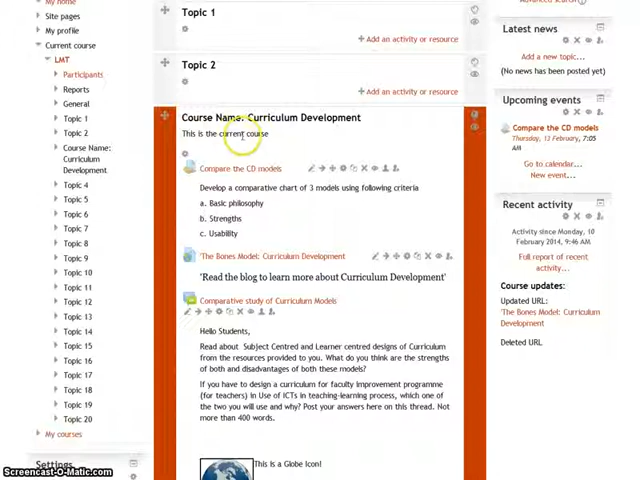 My home
Site pages
My profile
Current course
LMT
Participants
Reports
General
Topic 1
Topic 2
Course Name:
Curriculum
Development
Topic 4
Topic 5
Topic 6
Topic 7
Topic 8
Topic 9
Topic 10
Topic 11
Topic 12
Topic 13
Topic 14
Topic 15
Topic 16
Topic 17
Topic 18
Topic 19
Topic 20
My courses
Settings
Screencast-O-Matic.com
Topic 1
Add an activity or resource
Topic 2
Add an activity or resource
Course Name: Curriculum Development
This is the current course
Compare the CD models
Develop a comparative chart of 3 models using following criteria
a. Basic philosophy
b. Strengths
c. Usability
'The Bones Model: Curriculum Development
'Read the blog to learn more about Curriculum Development'
Comparative study of Curriculum Models
Hello Students,
Read about Subject Centred and Learner centred designs of Curriculum
from the resources provided to you. What do you think are the strengths
of both and disadvantages of both these models?
If you have to design a curriculum for faculty improvement programme
(for teachers) in Use of ICTs in teaching-learning process, which one of
the two you will use and why? Post your answers here on this thread. Not
more than 400 words.
This is a Globe Icon!
Advanced search
Latest news
Add a new topic...
(No news has been posted yet)
Upcoming events
Compare the CD models
Thursday, 13 February, 7:05
AM
Go to calendar...
New event...
Recent activity
Activity since Monday, 10
February 2014, 9:46 AM
Full report of recent
activity...
Course updates:
Updated URL:
'The Bones Model: Curriculum
Development
Deleted URL